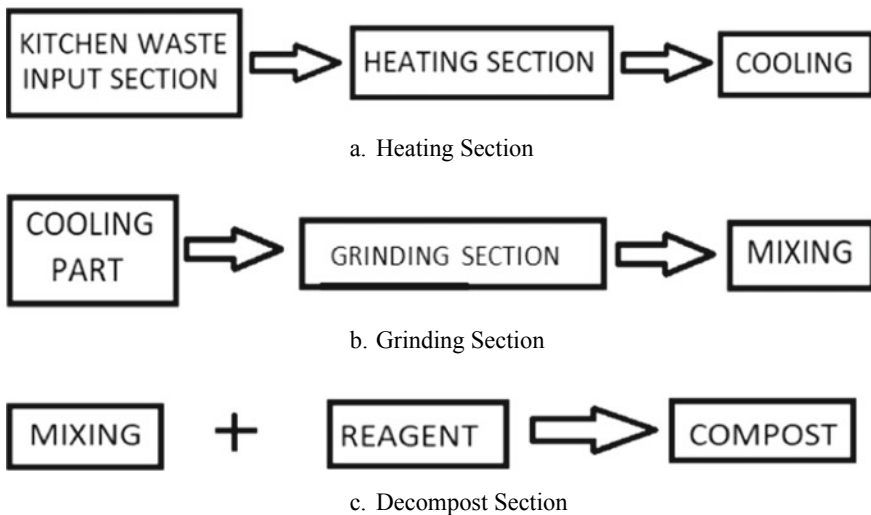 KITCHEN WASTE
INPUT SECTION
HEATING SECTION
COOLING
a. Heating Section
COOLING
PART
GRINDING SECTION
MIXING
b. Grinding Section
MIXING
+
REAGENT
COMPOST
c. Decompost Section